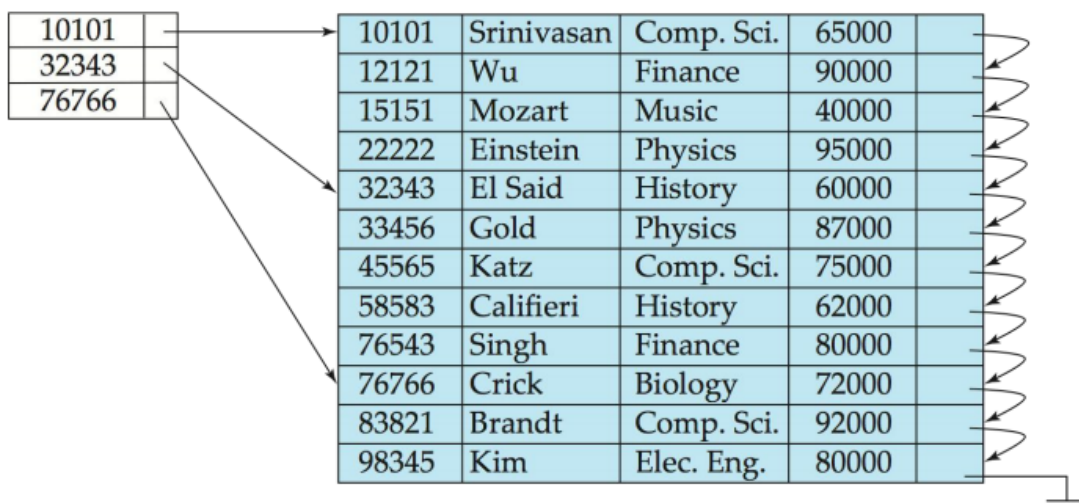 10101
32343
76766
10101 Srinivasan Comp. Sci. 65000
12121 Wu Finance 90000
15151 Mozart Music 40000
22222 Einstein Physics 95000
32343 El Said History 60000
33456 Gold Physics 87000
45565 Katz Comp. Sci. 75000
58583 Califieri History 62000
76543 Singh Finance 80000
76766 Crick Biology 72000
83821 Brandt Comp. Sci. 92000
98345 Kim Elec. Eng. 80000